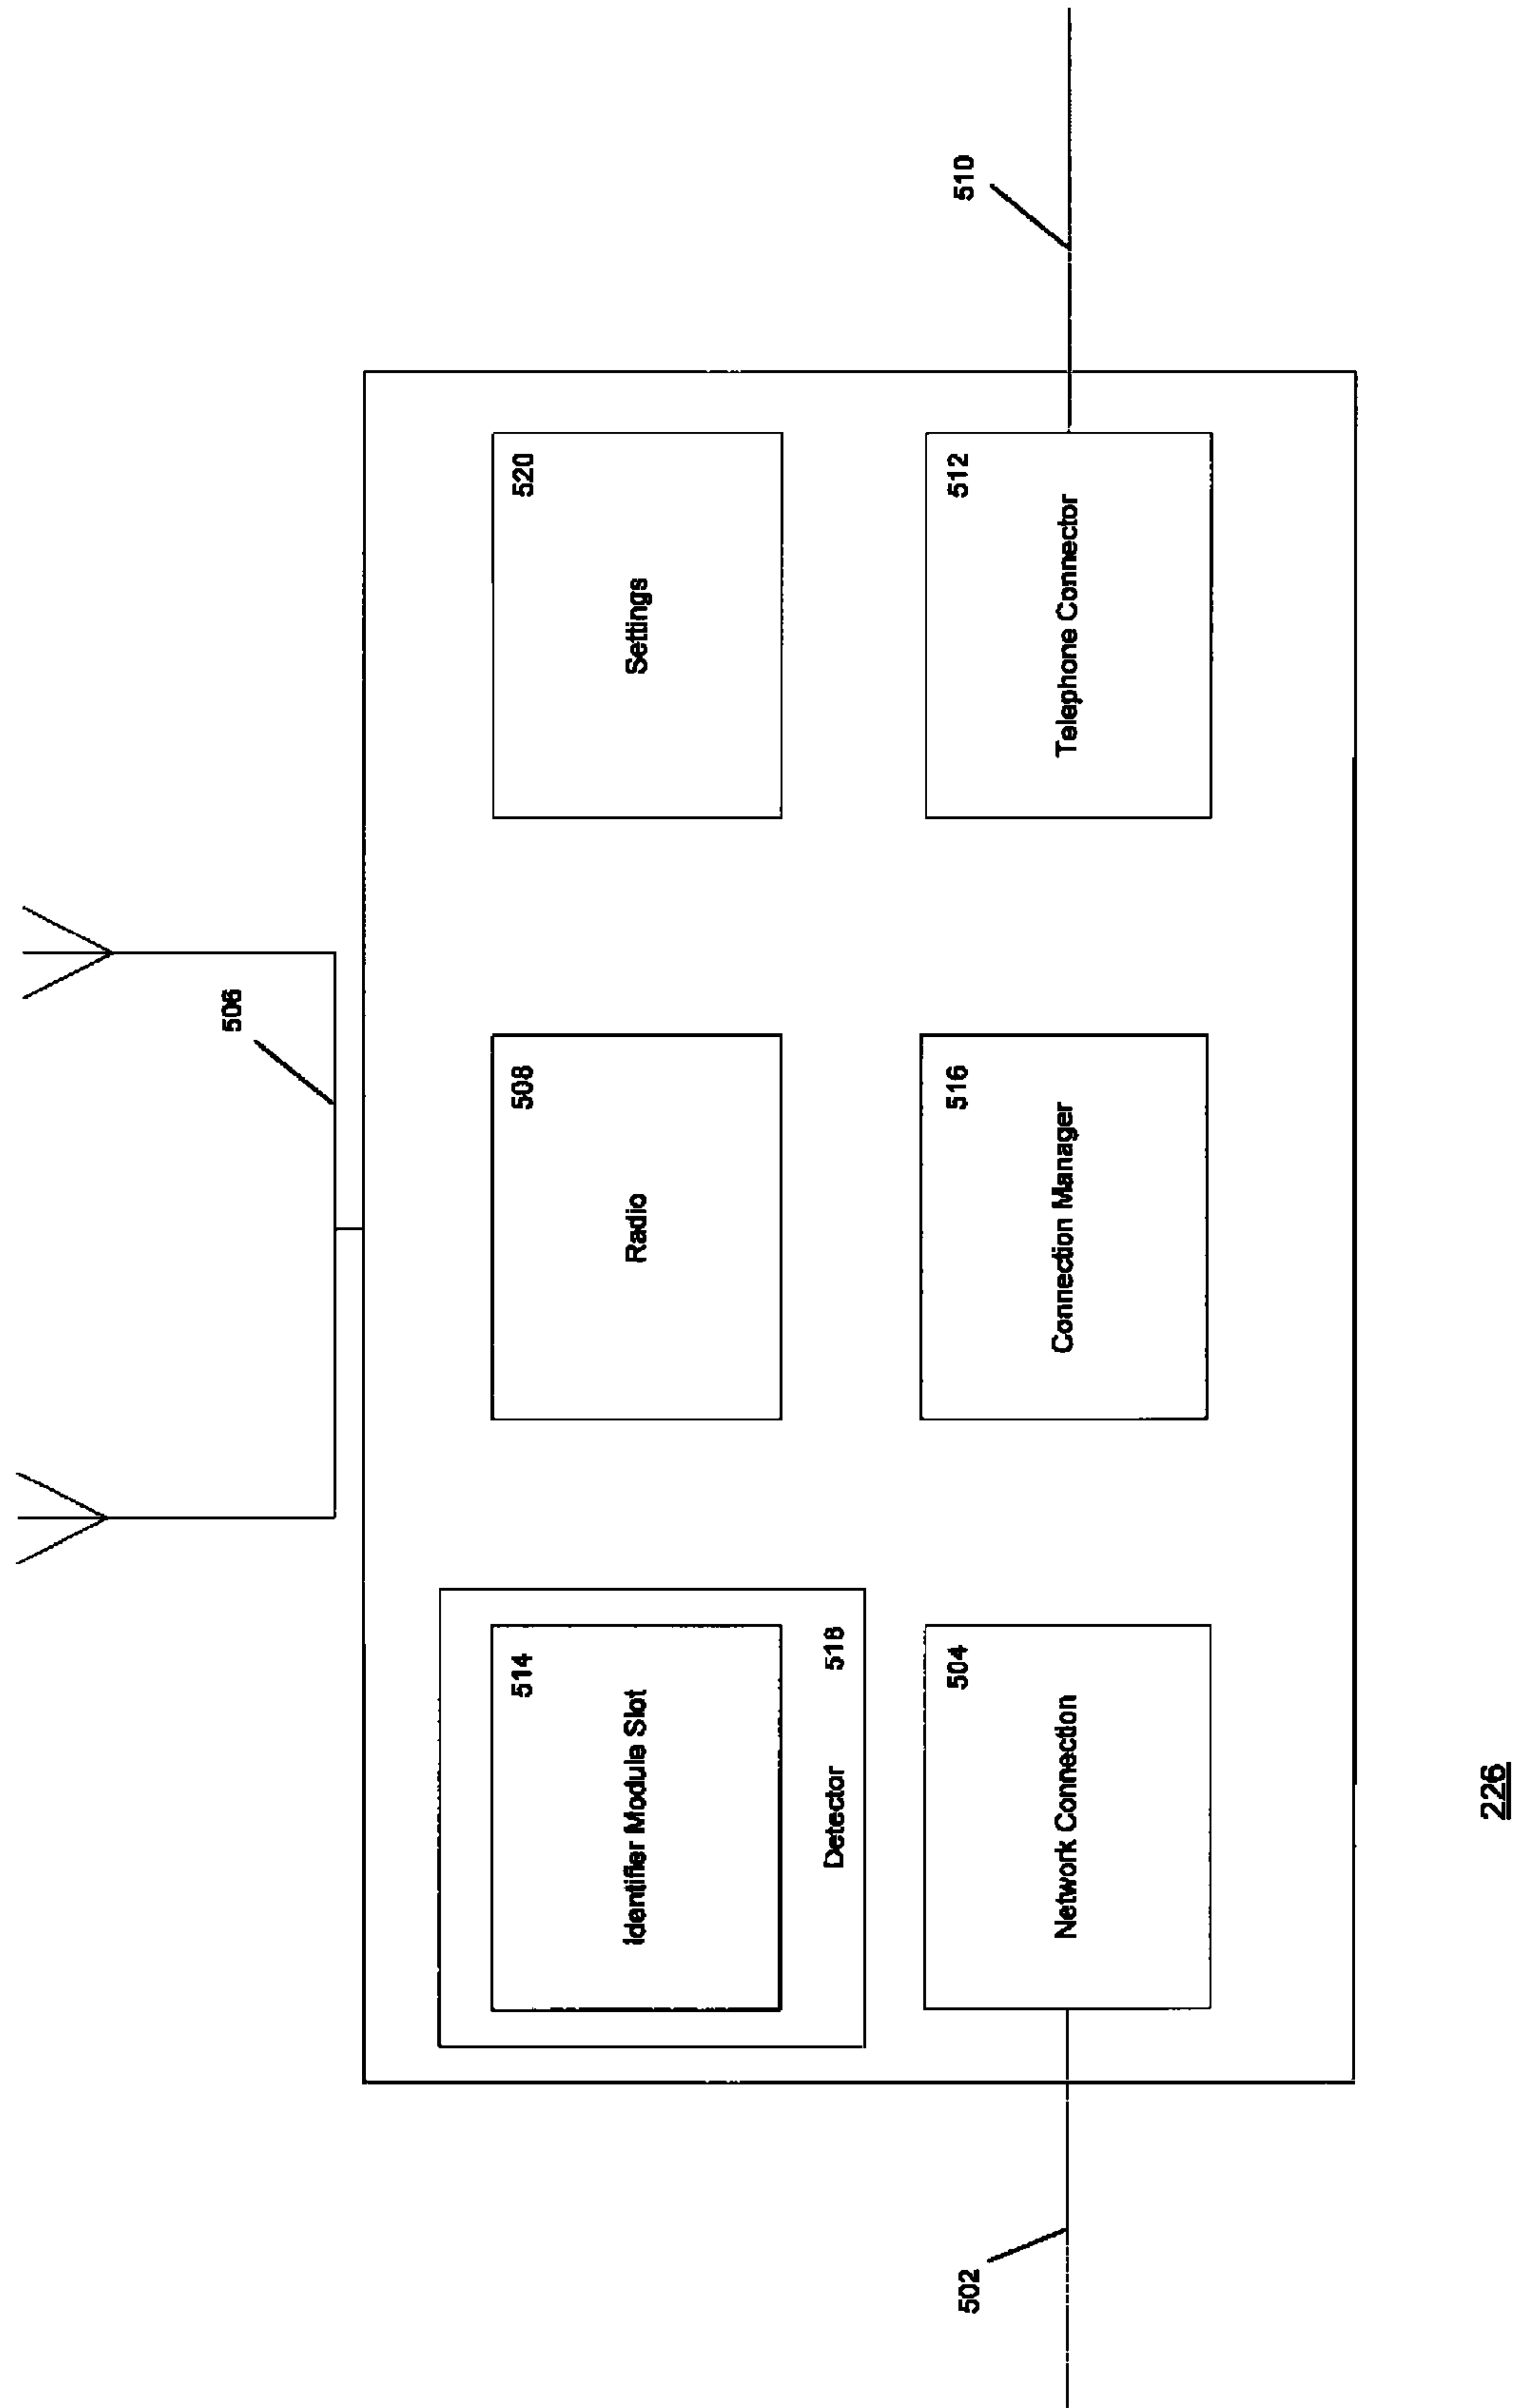 506
514
Identifier Module Slot
Detector
518
508
Radio
520
Settings
504
Network Connection
516
Connection Manager
512
Telephone Connector
502
510
226